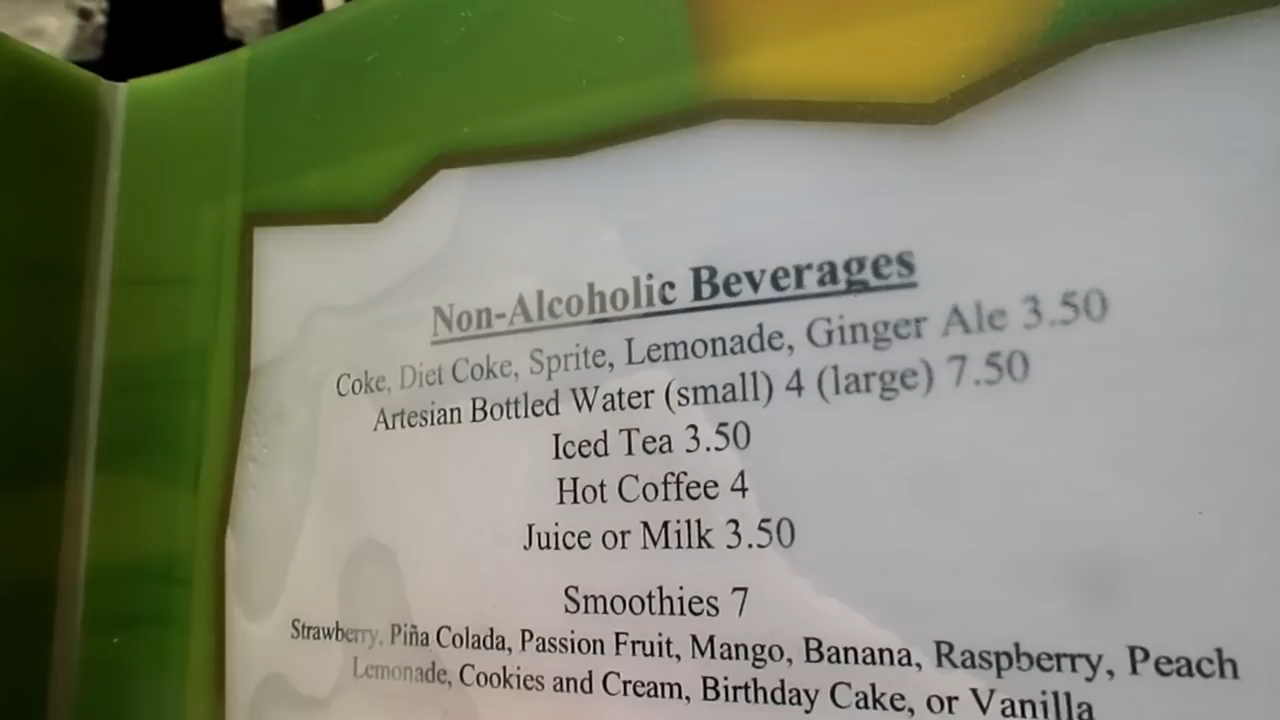 Non-Alcoholic Beverages
Coke, Diet Coke, Sprite, Lemonade, Ginger Ale 3.50
Artesian Bottled Water (small) 4 (large) 7.50
Iced Tea 3.50
Hot Coffee 4
Juice or Milk 3.50
Smoothies 7
Strawberry, Piña Colada, Passion Fruit, Mango, Banana, Raspberry, Peach
Lemonade, Cookies and Cream, Birthday Cake, or Vanilla